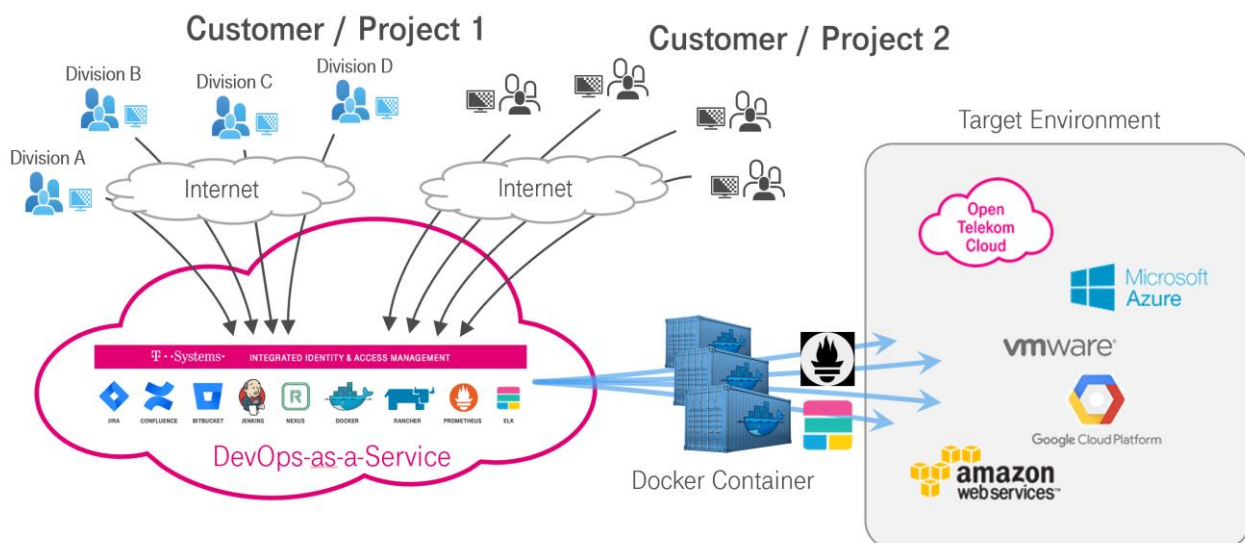 Customer / Project 1
Customer / Project 2
Division A
Division B
Division C
Division D
Internet
Internet
T··Systems·
INTEGRATED IDENTITY & ACCESS MANAGEMENT
JIRA
CONFLUENCE
BITBUCKET
JENKINS
R
NEXUS
DOCKER
RANCHER
PROMETHEUS
ELK
DevOps-as-a-Service
Docker Container
Target Environment
Open
Telekom
Cloud
Microsoft
Azure
vmware®
Google Cloud Platform
amazon
web services™